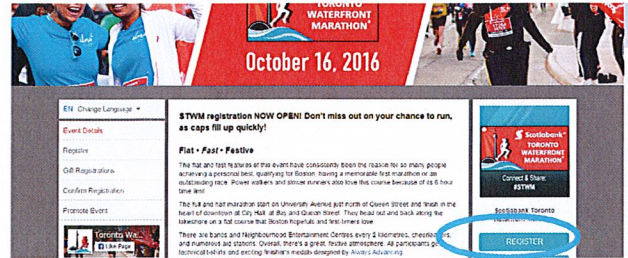 TORONTO
WATERFRONT
MARATHON
October 16, 2016
EN Change Language
Event Details
Register
Gift Registrations
Confirm Registration
Promote Event
Toronto Wa...
Like Page
STWM registration NOW OPEN! Don't miss out on your chance to run,
as caps fill up quickly!
Flat • Fast • Festive
The flat and fast features of this event have consistently been the reason for so many people
achieving a personal best, qualifying for Boston, having a memorable first marathon or an
outstanding race. Power walkers and slower runners also love this course because of its 6 hour
time limit.
The full and half marathon start on University Avenue just north of Queen Street and finish in the
heart of downtown at City Hall, at Bay and Queen Street. They head out and back along the
lakeshore on a flat course that Boston hopefuls and first-timers love.
There are bands and Neighbourhood Entertainment Centres every 2 kilometres, cheerleaders,
and numerous aid stations. Overall, there's a great, festive atmosphere. All participants get
technical t-shirts and exciting finisher's medals designed by Always Advancing.
Scotiabank
TORONTO
WATERFRONT
MARATHON
Connect & Share:
#STWM
Scotiabank Toronto
REGISTER